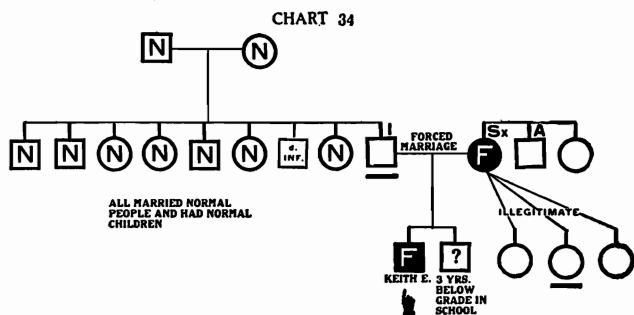 CHART 34
N N
N N N N N N d. INF. N I FORCED MARRIAGE F Sx A
ALL MARRIED NORMAL
PEOPLE AND HAD NORMAL
CHILDREN
ILLEGITIMATE
F ?
KEITH E. 3 YRS.
BELOW
GRADE IN
SCHOOL